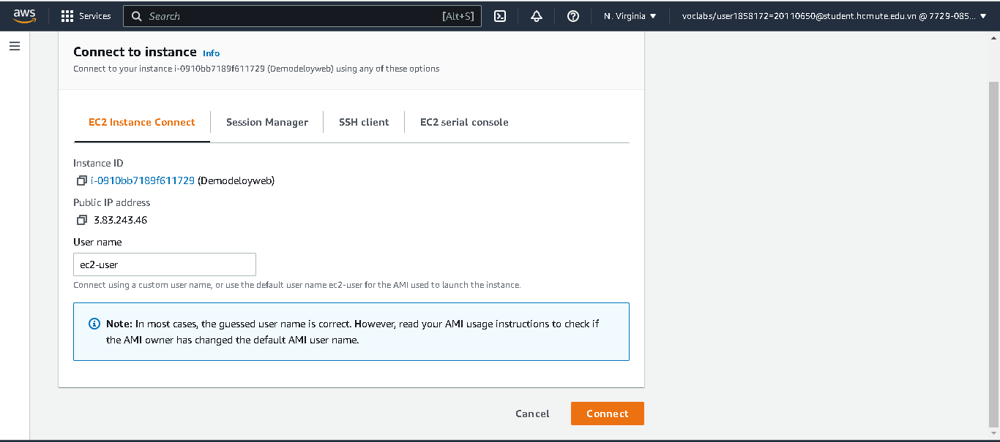 aws
Services
Search [Alt+S]
N. Virginia
voclabs/user1858172=20110650@student.hcmute.edu.vn @ 7729-085...
Connect to instance Info
Connect to your instance i-0910bb7189f611729 (Demodeloyweb) using any of these options
EC2 Instance Connect
Session Manager
SSH client
EC2 serial console
Instance ID
i-0910bb7189f611729 (Demodeloyweb)
Public IP address
3.83.243.46
User name
ec2-user
Connect using a custom user name, or use the default user name ec2-user for the AMI used to launch the instance.
Note: In most cases, the guessed user name is correct. However, read your AMI usage instructions to check if
the AMI owner has changed the default AMI user name.
Cancel
Connect